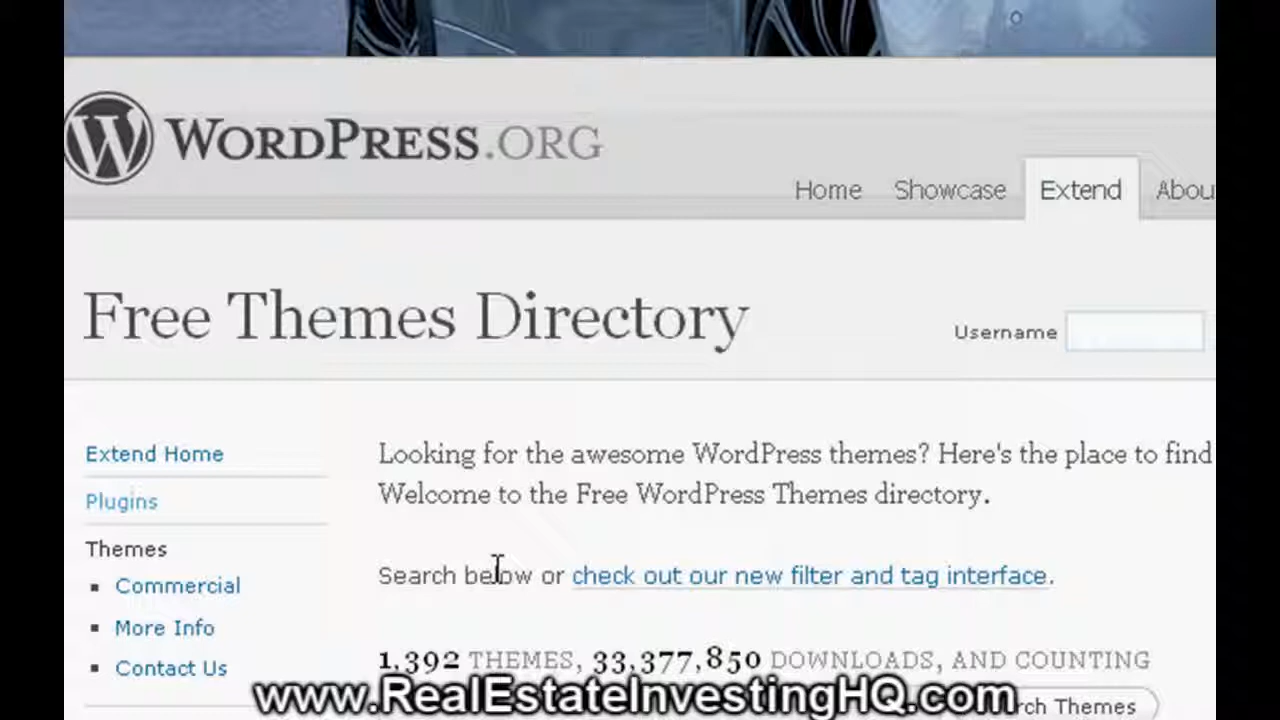 WORDPRESS.ORG
Home Showcase Extend Abou
Free Themes Directory
Username
Extend Home
Plugins
Themes
Commercial
More Info
Contact Us
Looking for the awesome WordPress themes? Here's the place to find
Welcome to the Free WordPress Themes directory.
Search below or check out our new filter and tag interface.
1,392 THEMES, 33,377,850 DOWNLOADS, AND COUNTING
rch Themes
www.RealEstateInvestingHQ.com